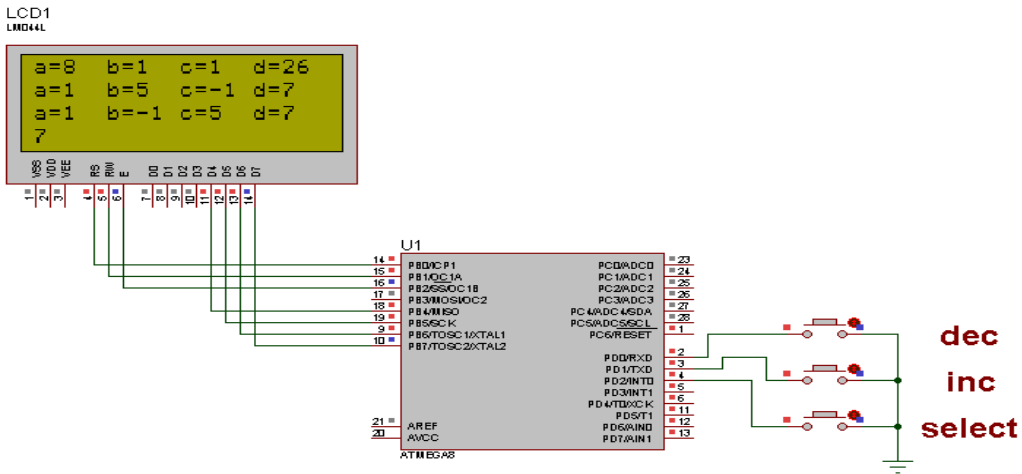 LCD1
LM044L
a=8 b=1 c=1 d=26
a=1 b=5 c=-1 d=7
a=1 b=-1 c=5 d=7
7
VSS VDD VEE RS RW E D0 D1 D2 D3 D4 D5 D6 D7
1 2 3 4 5 6 7 8 9 10 11 12 13 14
U1
14 PB0/ICP1 PC0/ADC0 23
15 PB1/OC1A PC1/ADC1 24
16 PB2/SS/OC1B PC2/ADC2 25
17 PB3/MOSI/OC2 PC3/ADC3 26
18 PB4/MISO PC4/ADC4/SDA 27
19 PB5/SCK PC5/ADC5/SCL 28
9 PB6/TOSC1/XTAL1 PC6/RESET 1
10 PB7/TOSC2/XTAL2
PD0/RXD 2
PD1/TXD 3
PD2/INT0 4
PD3/INT1 5
PD4/T0/XCK 6
PD5/T1 11
21 AREF PD6/AIN0 12
20 AVCC PD7/AIN1 13
ATMEGA8
dec
inc
select